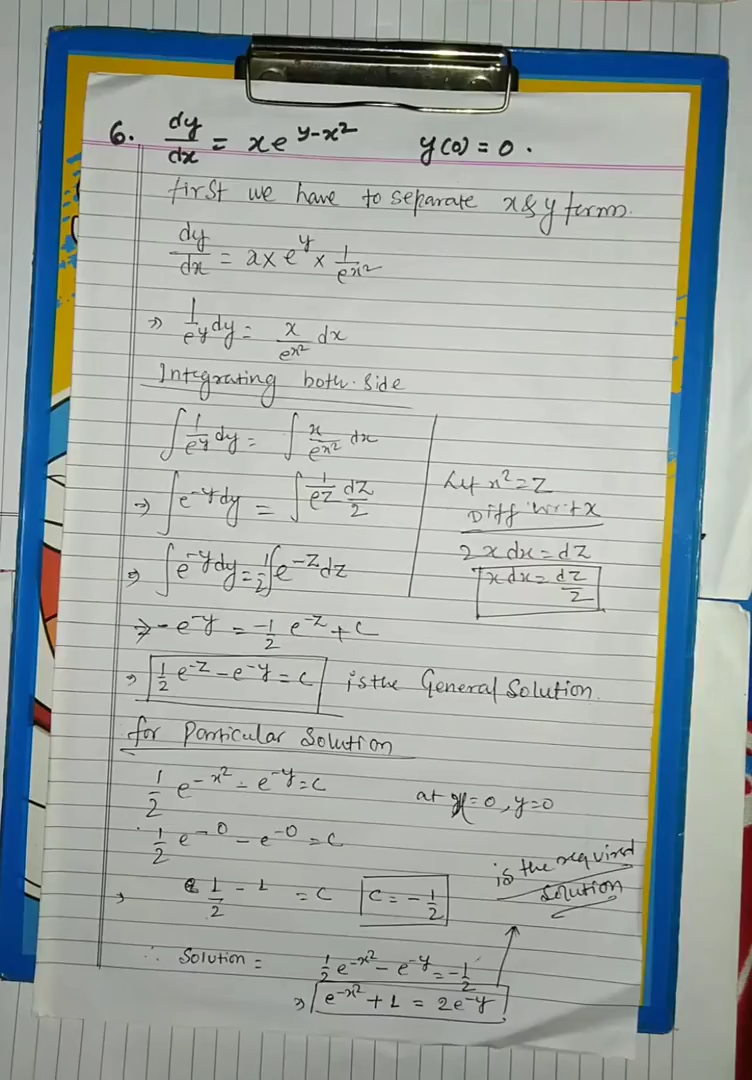 6. dy/dx = xe^(y-x²) y(0) = 0.
first we have to separate x & y terms.
dy/dx = x × e^y × 1/e^(x²)
⇒ 1/e^y dy = x/e^(x²) dx
Integrating both side
∫ 1/e^y dy = ∫ x/e^(x²) dx
⇒ ∫ e^(-y) dy = ∫ 1/e^z dz/2
⇒ ∫ e^(-y) dy = 1/2 ∫ e^(-z) dz
Let x² = z
Diff w.r.t x
2x dx = dz
x dx = dz/2
⇒ -e^(-y) = -1/2 e^(-z) + c
⇒ 1/2 e^(-z) - e^(-y) = c is the General Solution.
for Particular Solution
1/2 e^(-x²) - e^(-y) = c at x = 0, y = 0
1/2 e^(-0) - e^(-0) = c
⇒ 1/2 - 1 = c C = -1/2
∴ Solution = 1/2 e^(-x²) - e^(-y) = -1/2
⇒ e^(-x²) + 1 = 2e^(-y)
is the required
solution